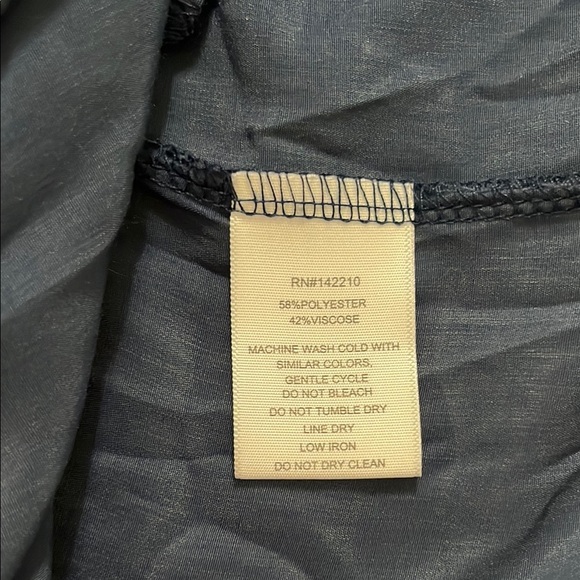 RN#142210
58%POLYESTER
42%VISCOSE
MACHINE WASH COLD WITH
SIMILAR COLORS,
GENTLE CYCLE
DO NOT BLEACH
DO NOT TUMBLE DRY
LINE DRY
LOW IRON
DO NOT DRY CLEAN